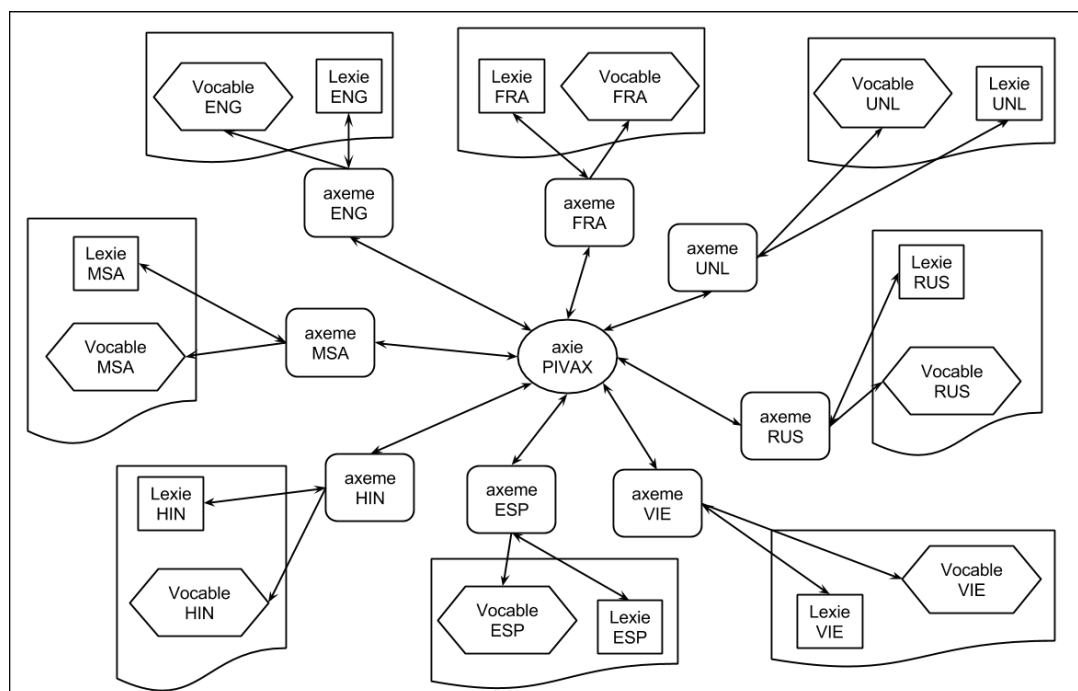 Vocable
ENG
Lexie
ENG
Lexie
FRA
Vocable
FRA
Vocable
UNL
Lexie
UNL
axeme
ENG
axeme
FRA
axeme
UNL
Lexie
MSA
Lexie
RUS
axeme
MSA
Vocable
MSA
axie
PIVAX
Vocable
RUS
axeme
RUS
axeme
HIN
axeme
ESP
axeme
VIE
Lexie
HIN
Vocable
HIN
Vocable
ESP
Lexie
ESP
Lexie
VIE
Vocable
VIE